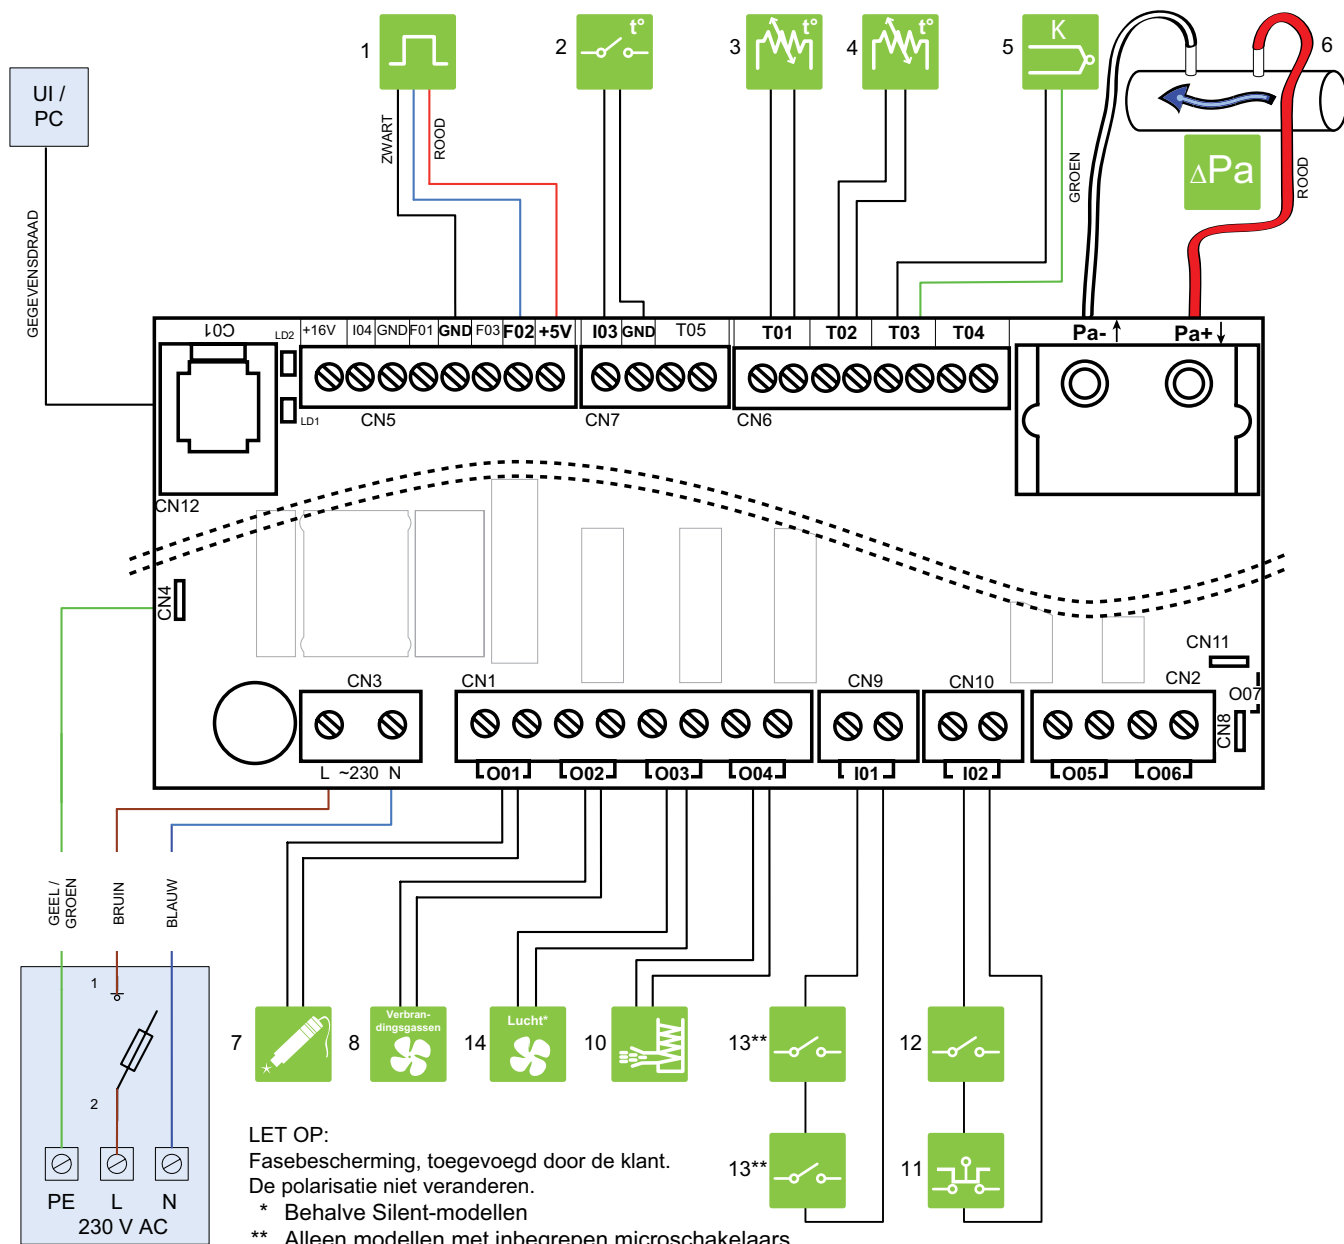 1
2
t°
3
t°
4
t°
5
K
6
UI /
PC
ZWART
ROOD
GROEN
ΔPa
ROOD
GEGEVENSDRAAD
C01
LD2
+16V
I04
GND
F01
GND
F03
F02
+5V
I03
GND
T05
T01
T02
T03
T04
Pa- ↑
Pa+ ↓
LD1
CN5
CN7
CN6
CN12
CN4
CN11
CN3
CN1
CN9
CN10
CN2
O07
CN8
L ~230 N
O01
O02
O03
O04
I01
I02
O05
O06
GEEL /
GROEN
BRUIN
BLAUW
1
2
PE
L
N
230 V AC
7
8
Verbran-
dingsgassen
14
Lucht*
10
13**
12
13**
11
LET OP:
Fasebescherming, toegevoegd door de klant.
De polarisatie niet veranderen.
* Behalve Silent-modellen
** Alleen modellen met inbegrepen microschakelaars